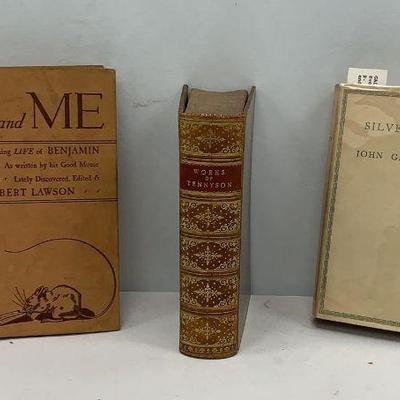 and ME
ing LIFE of BENJAMIN
As written by his Good Mouse
Lately Discovered, Edited &
BERT LAWSON
WORKS
OF
TENNYSON
SILVE
JOHN G